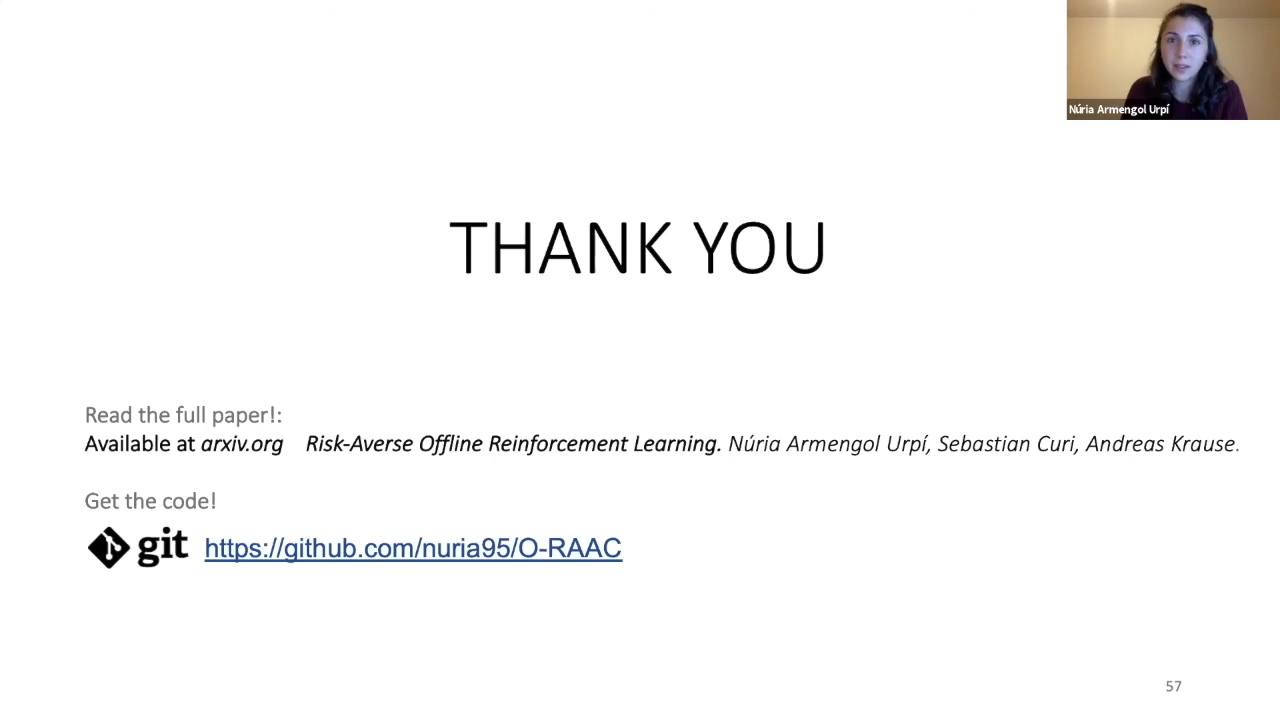 Núria Armengol Urpí
THANK YOU
Read the full paper!:
Available at arxiv.org Risk-Averse Offline Reinforcement Learning. Núria Armengol Urpí, Sebastian Curi, Andreas Krause.
Get the code!
git https://github.com/nuria95/O-RAAC
57